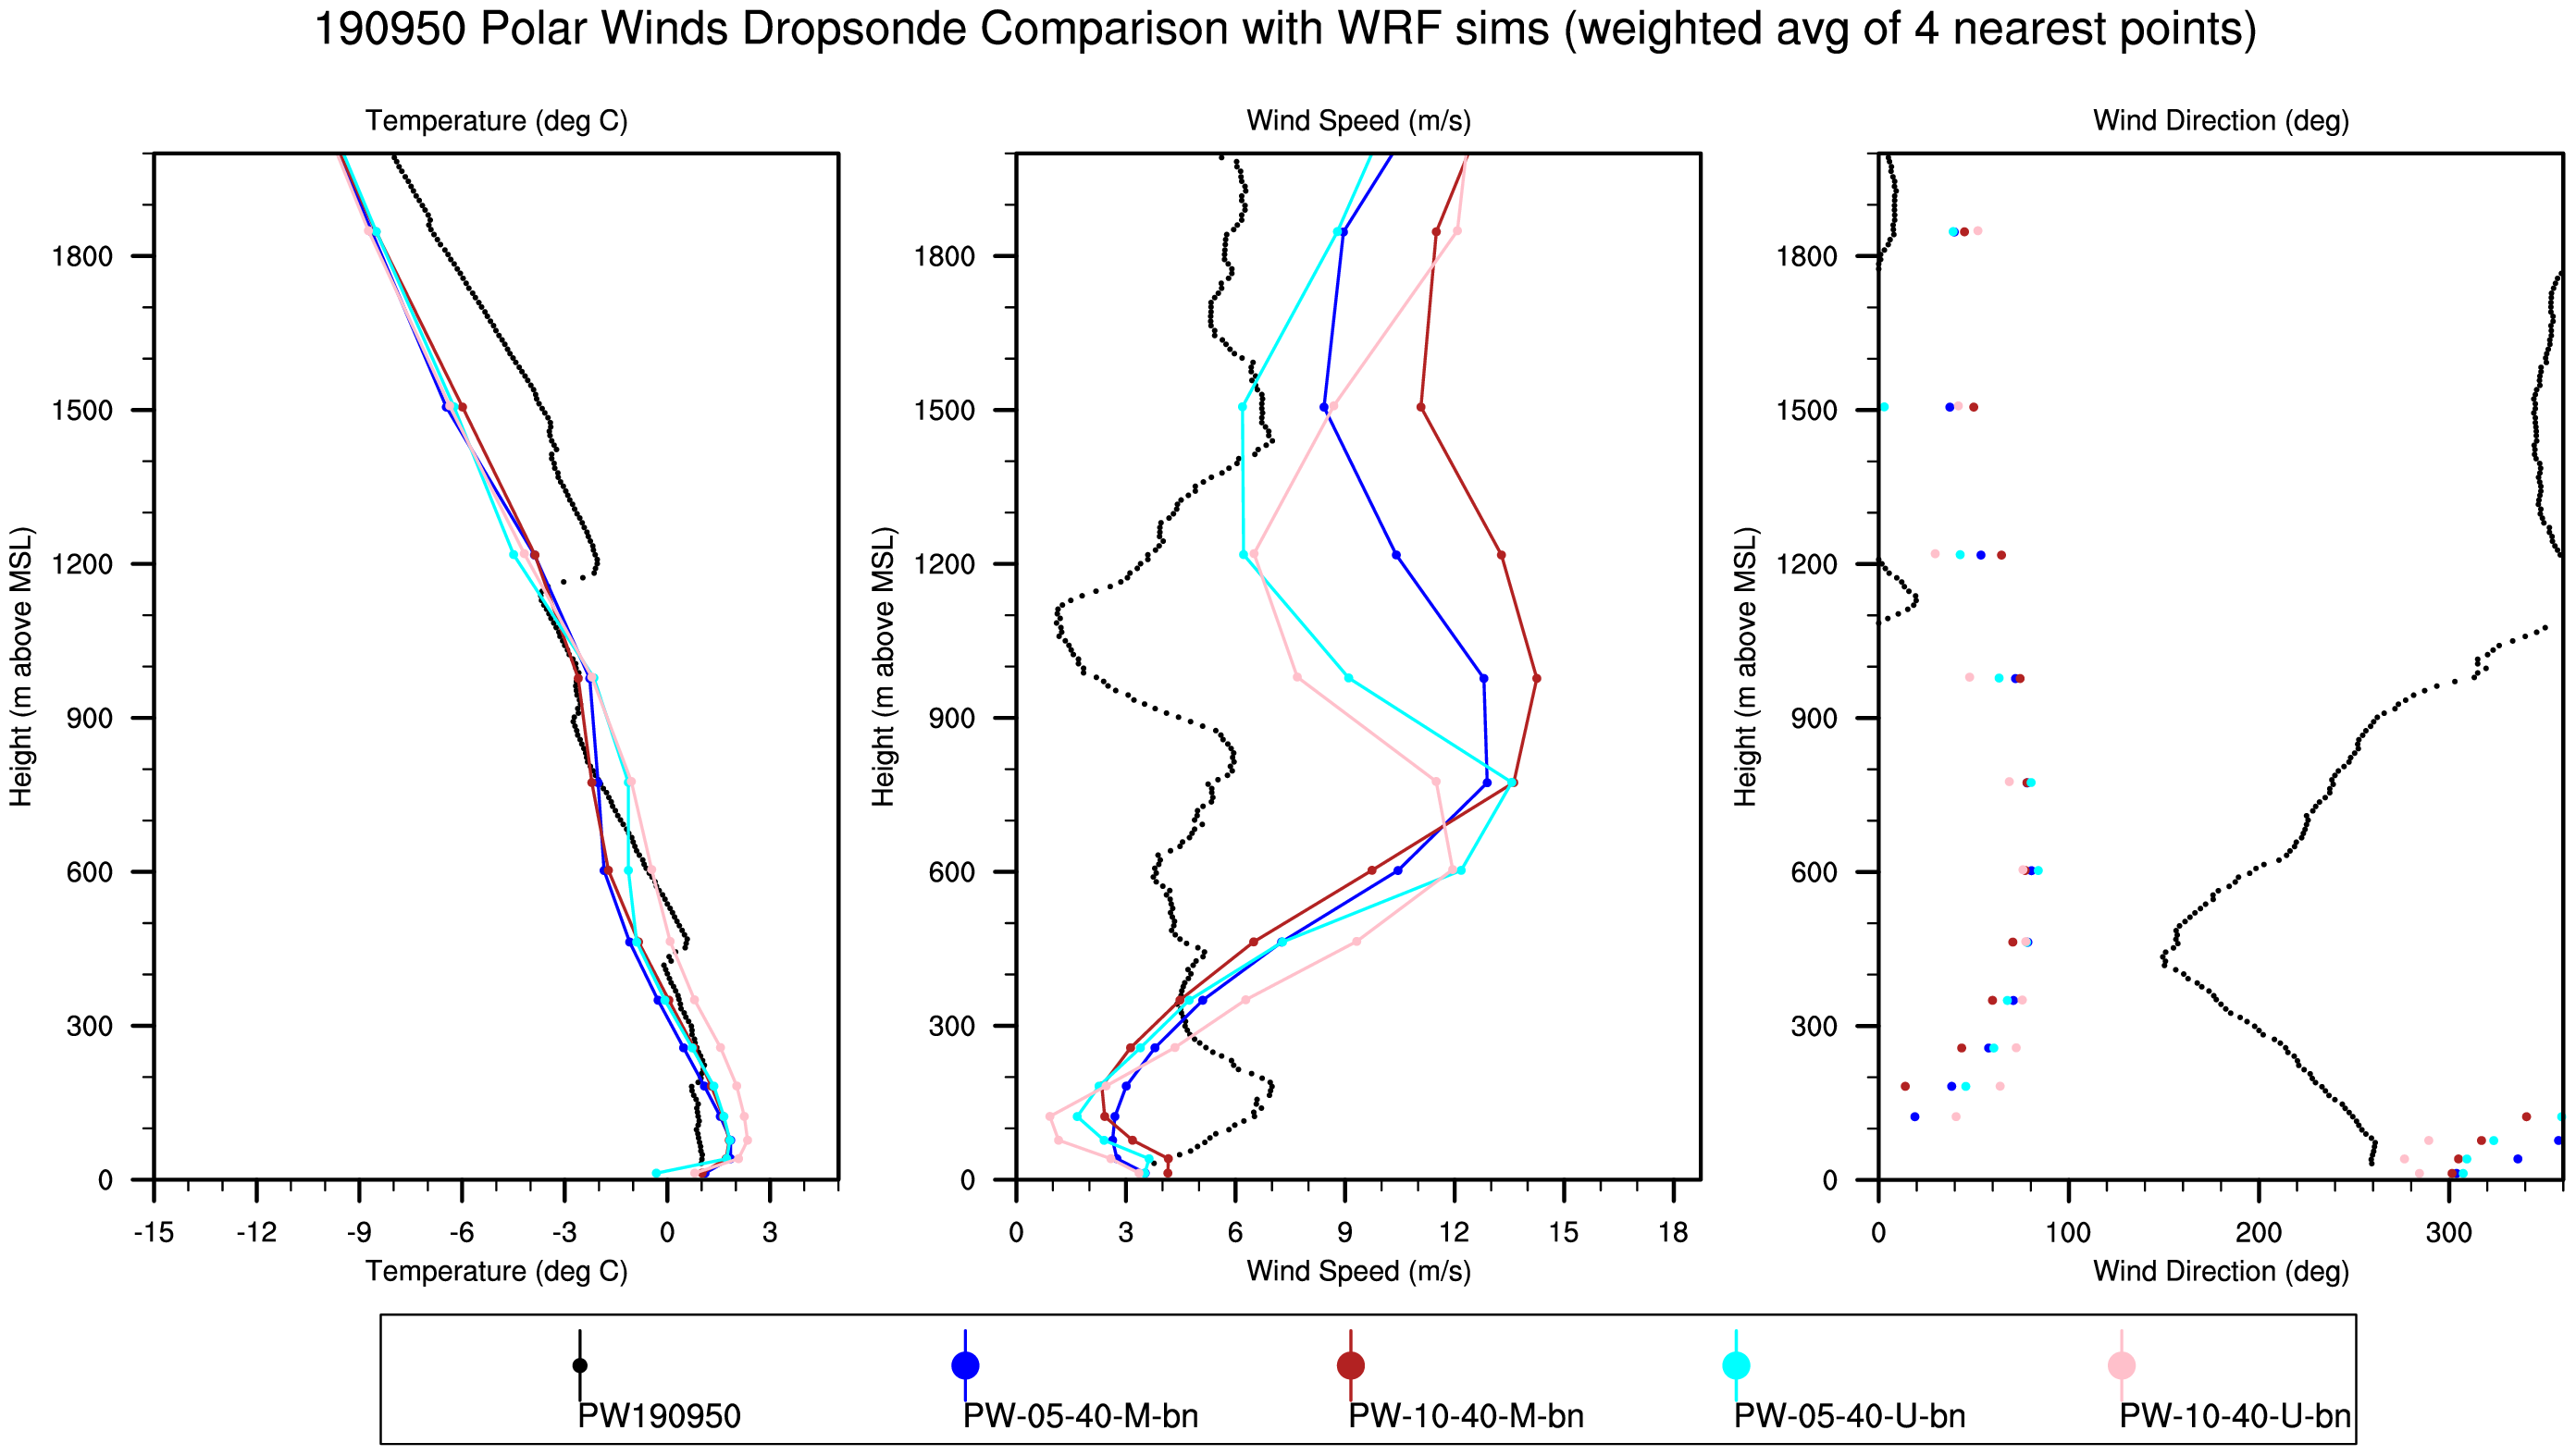 190950 Polar Winds Dropsonde Comparison with WRF sims (weighted avg of 4 nearest points)
Temperature (deg C)
Wind Speed (m/s)
Wind Direction (deg)
Height (m above MSL)
1800
1500
1200
900
600
300
0
-15 -12 -9 -6 -3 0 3
Temperature (deg C)
Height (m above MSL)
1800
1500
1200
900
600
300
0
0 3 6 9 12 15 18
Wind Speed (m/s)
Height (m above MSL)
1800
1500
1200
900
600
300
0
0 100 200 300
Wind Direction (deg)
PW190950
PW-05-40-M-bn
PW-10-40-M-bn
PW-05-40-U-bn
PW-10-40-U-bn